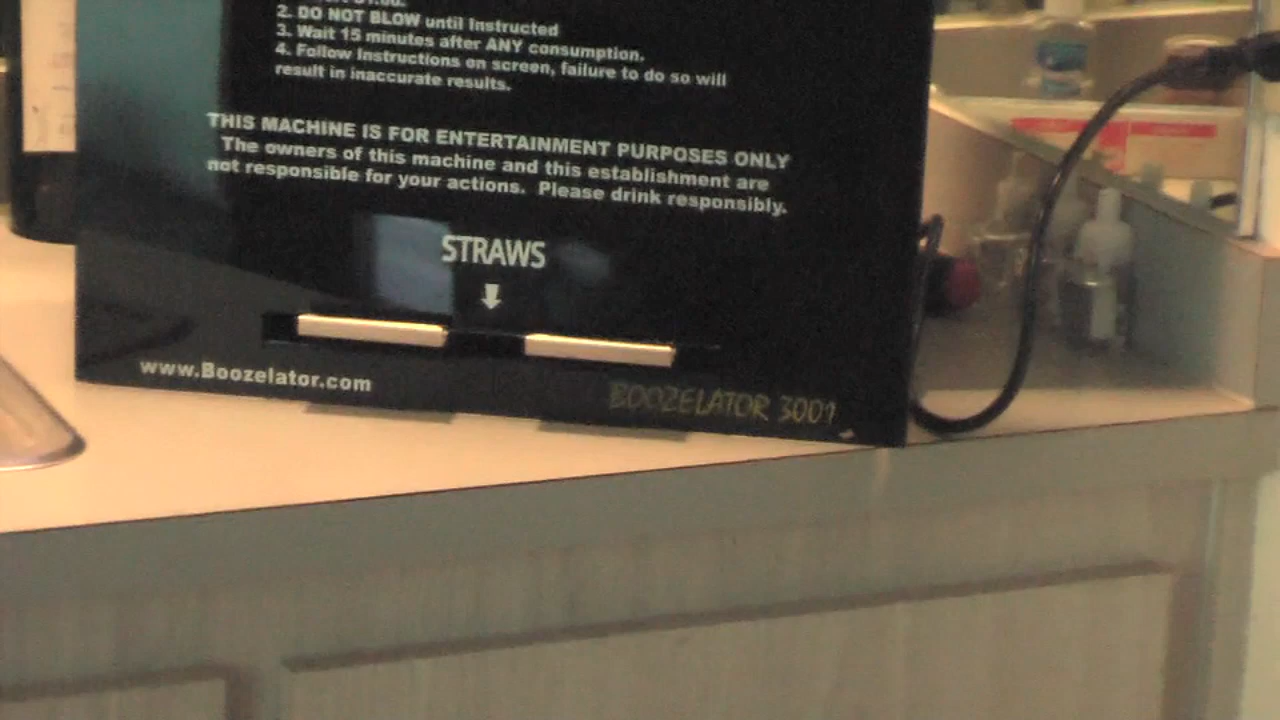 2. DO NOT BLOW until Instructed
3. Wait 15 minutes after ANY consumption.
4. Follow Instructions on screen, failure to do so will
result in inaccurate results.
THIS MACHINE IS FOR ENTERTAINMENT PURPOSES ONLY
The owners of this machine and this establishment are
not responsible for your actions. Please drink responsibly.
STRAWS
www.Boozelator.com
BOOZELATOR 3001